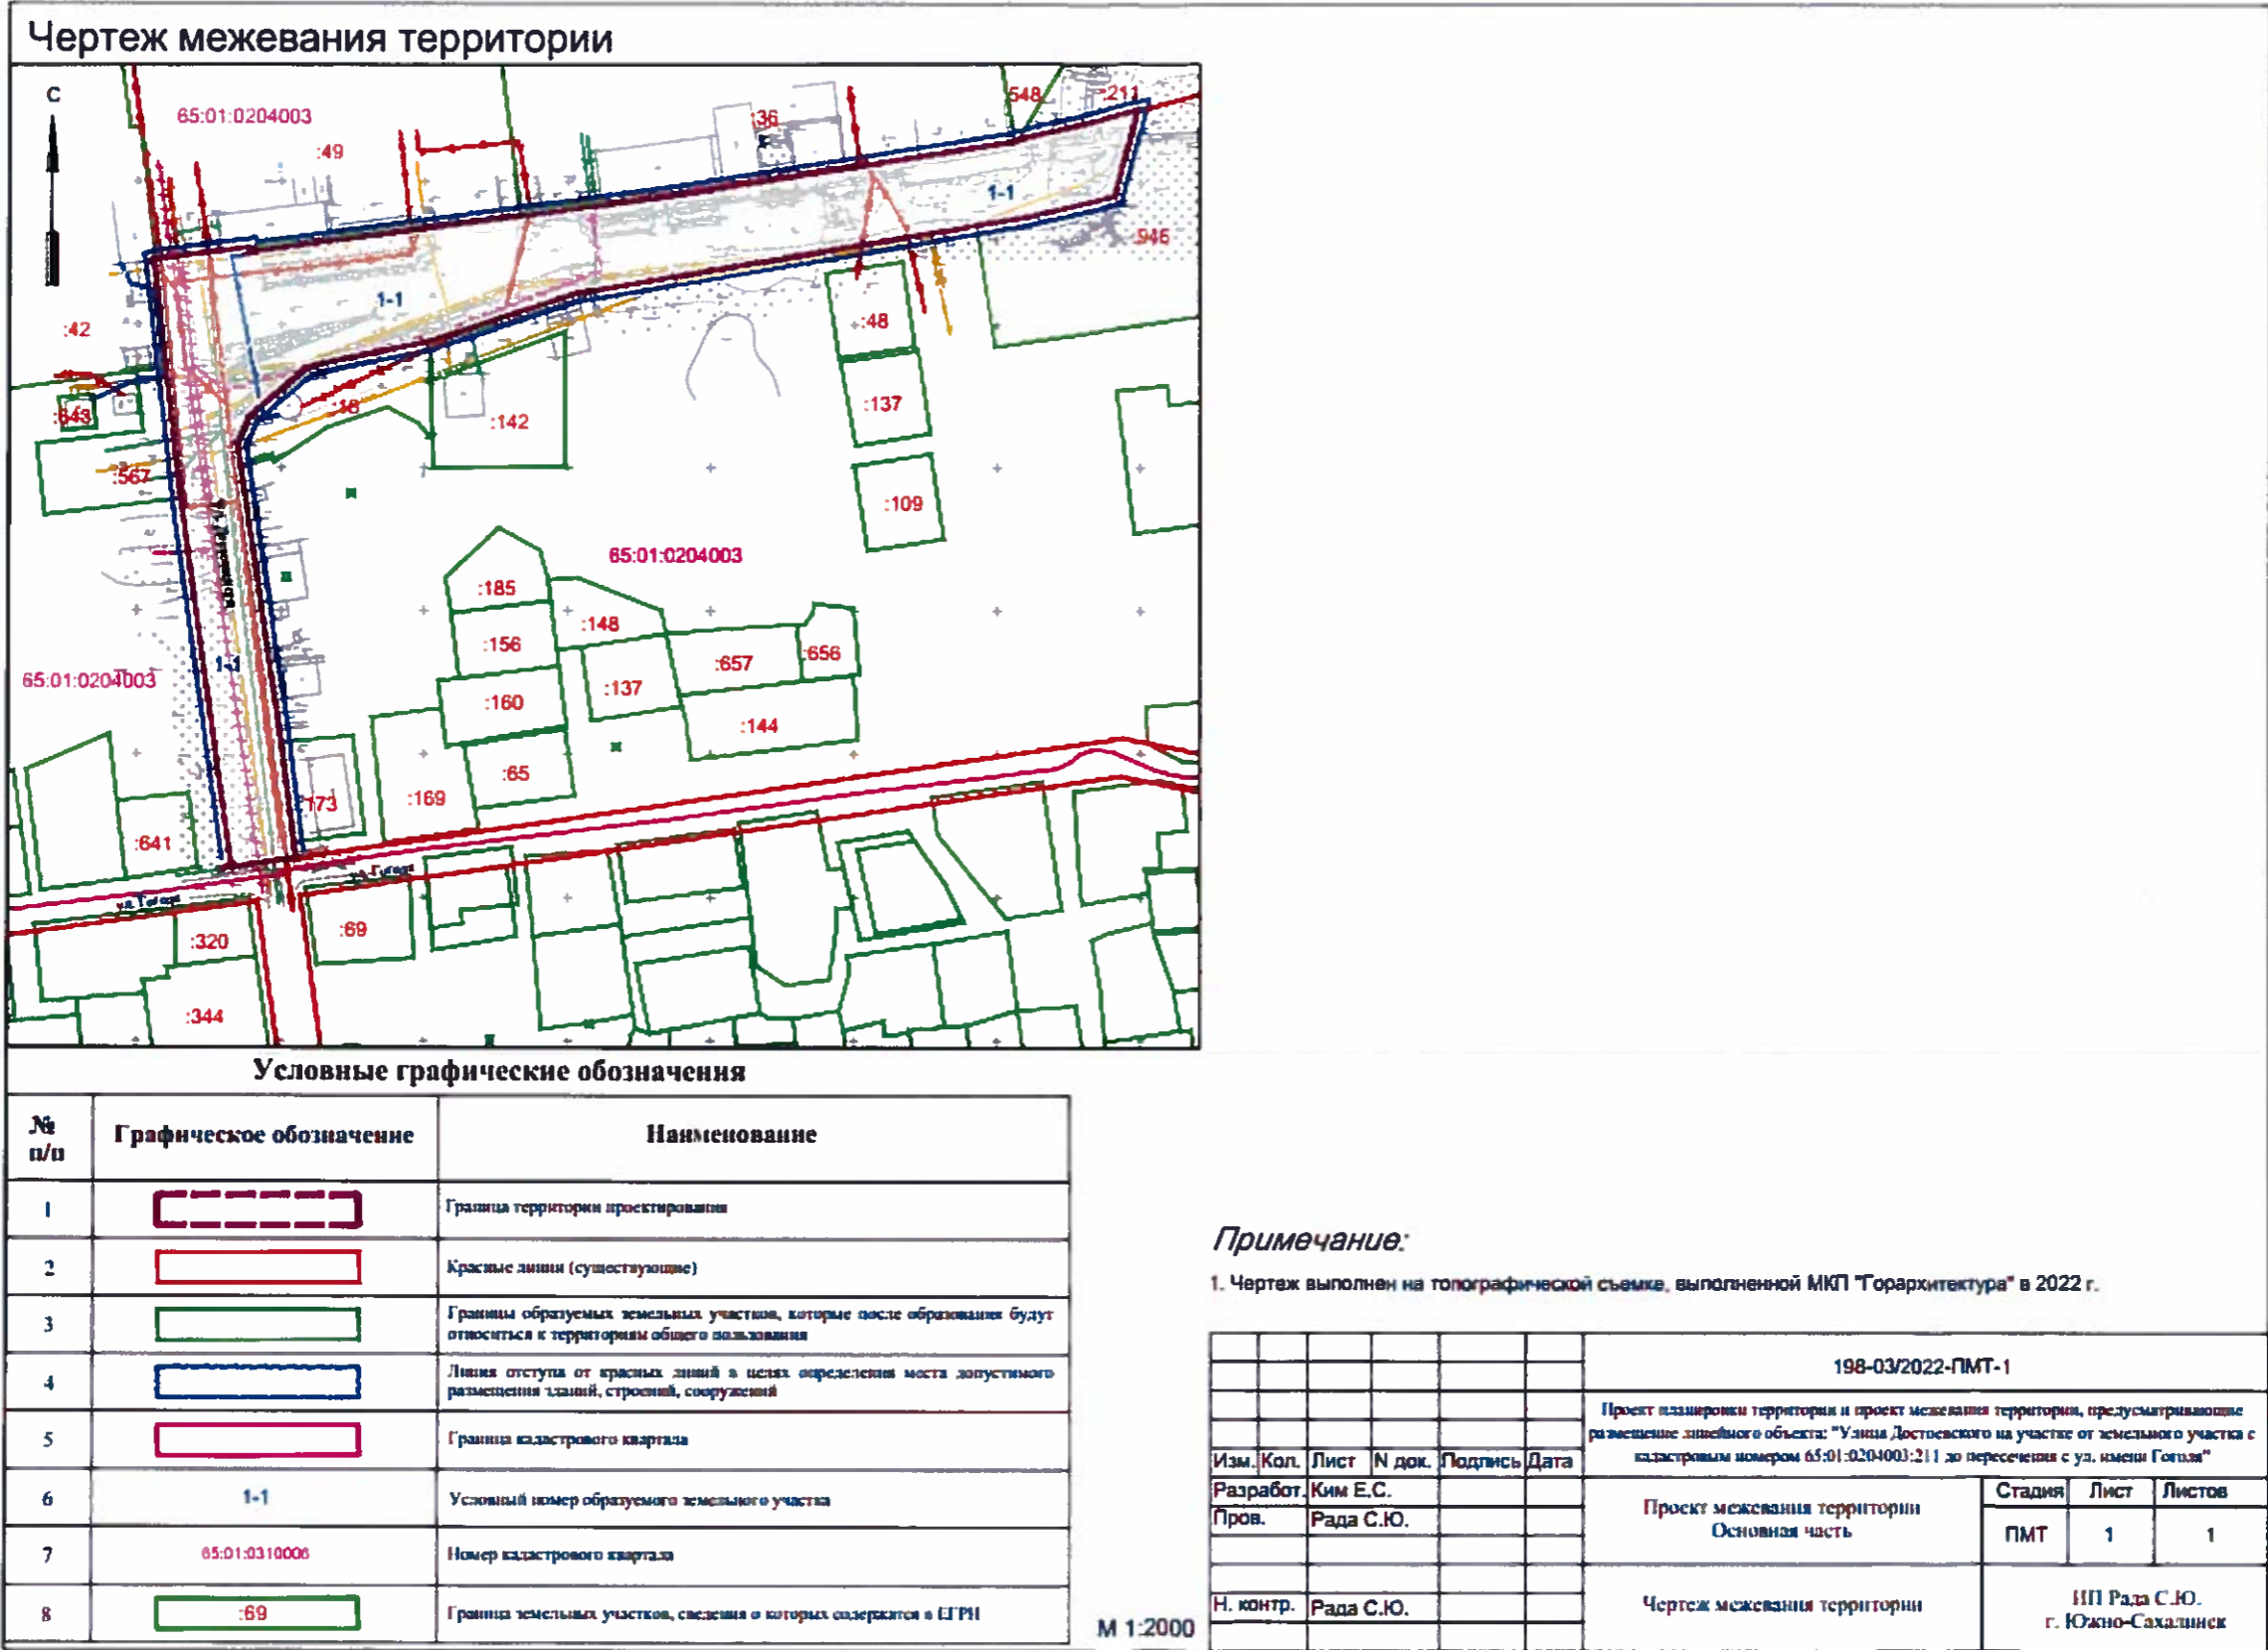 Чертеж межевания территории
С
65:01:0204003
:49
:36
548
:211
1-1
:946
1-1
:42
:48
:643
:18
:142
:137
:567
:109
65:01:0204003
:185
:148
:156
:657
:656
1-1
65:01:0204003
:137
:160
:144
:65
:173
:169
:641
ул. Гоголя
ул. Гоголя
:320
:69
:344
Условные графические обозначения
№ п/п
Графическое обозначение
Наименование
1
Граница территории проектирования
2
Красные линии (существующие)
3
Границы образуемых земельных участков, которые после образования будут
относиться к территориям общего пользования
4
Линия отступа от красных линий в целях определения места допустимого
размещения зданий, строений, сооружений
5
Граница кадастрового квартала
6
1-1
Условный номер образуемого земельного участка
7
65:01:0310006
Номер кадастрового квартала
8
:69
Граница земельных участков, сведения о которых содержатся в ЕГРН
М 1:2000
Примечание:
1. Чертеж выполнен на топографической съемке, выполненной МКП "Горархитектура" в 2022 г.
198-03/2022-ПМТ-1
Проект планировки территории и проект межевания территории, предусматривающие
размещение линейного объекта: "Улица Достоевского на участке от земельного участка с
кадастровым номером 65:01:0204003:211 до пересечения с ул. имени Гоголя"
Изм. Кол. Лист N док. Подпись Дата
Разработ. Ким Е.С.
Пров. Рада С.Ю.
Н. контр. Рада С.Ю.
Проект межевания территории
Основная часть
Стадия Лист Листов
ПМТ 1 1
Чертеж межевания территории
ИП Рада С.Ю.
г. Южно-Сахалинск